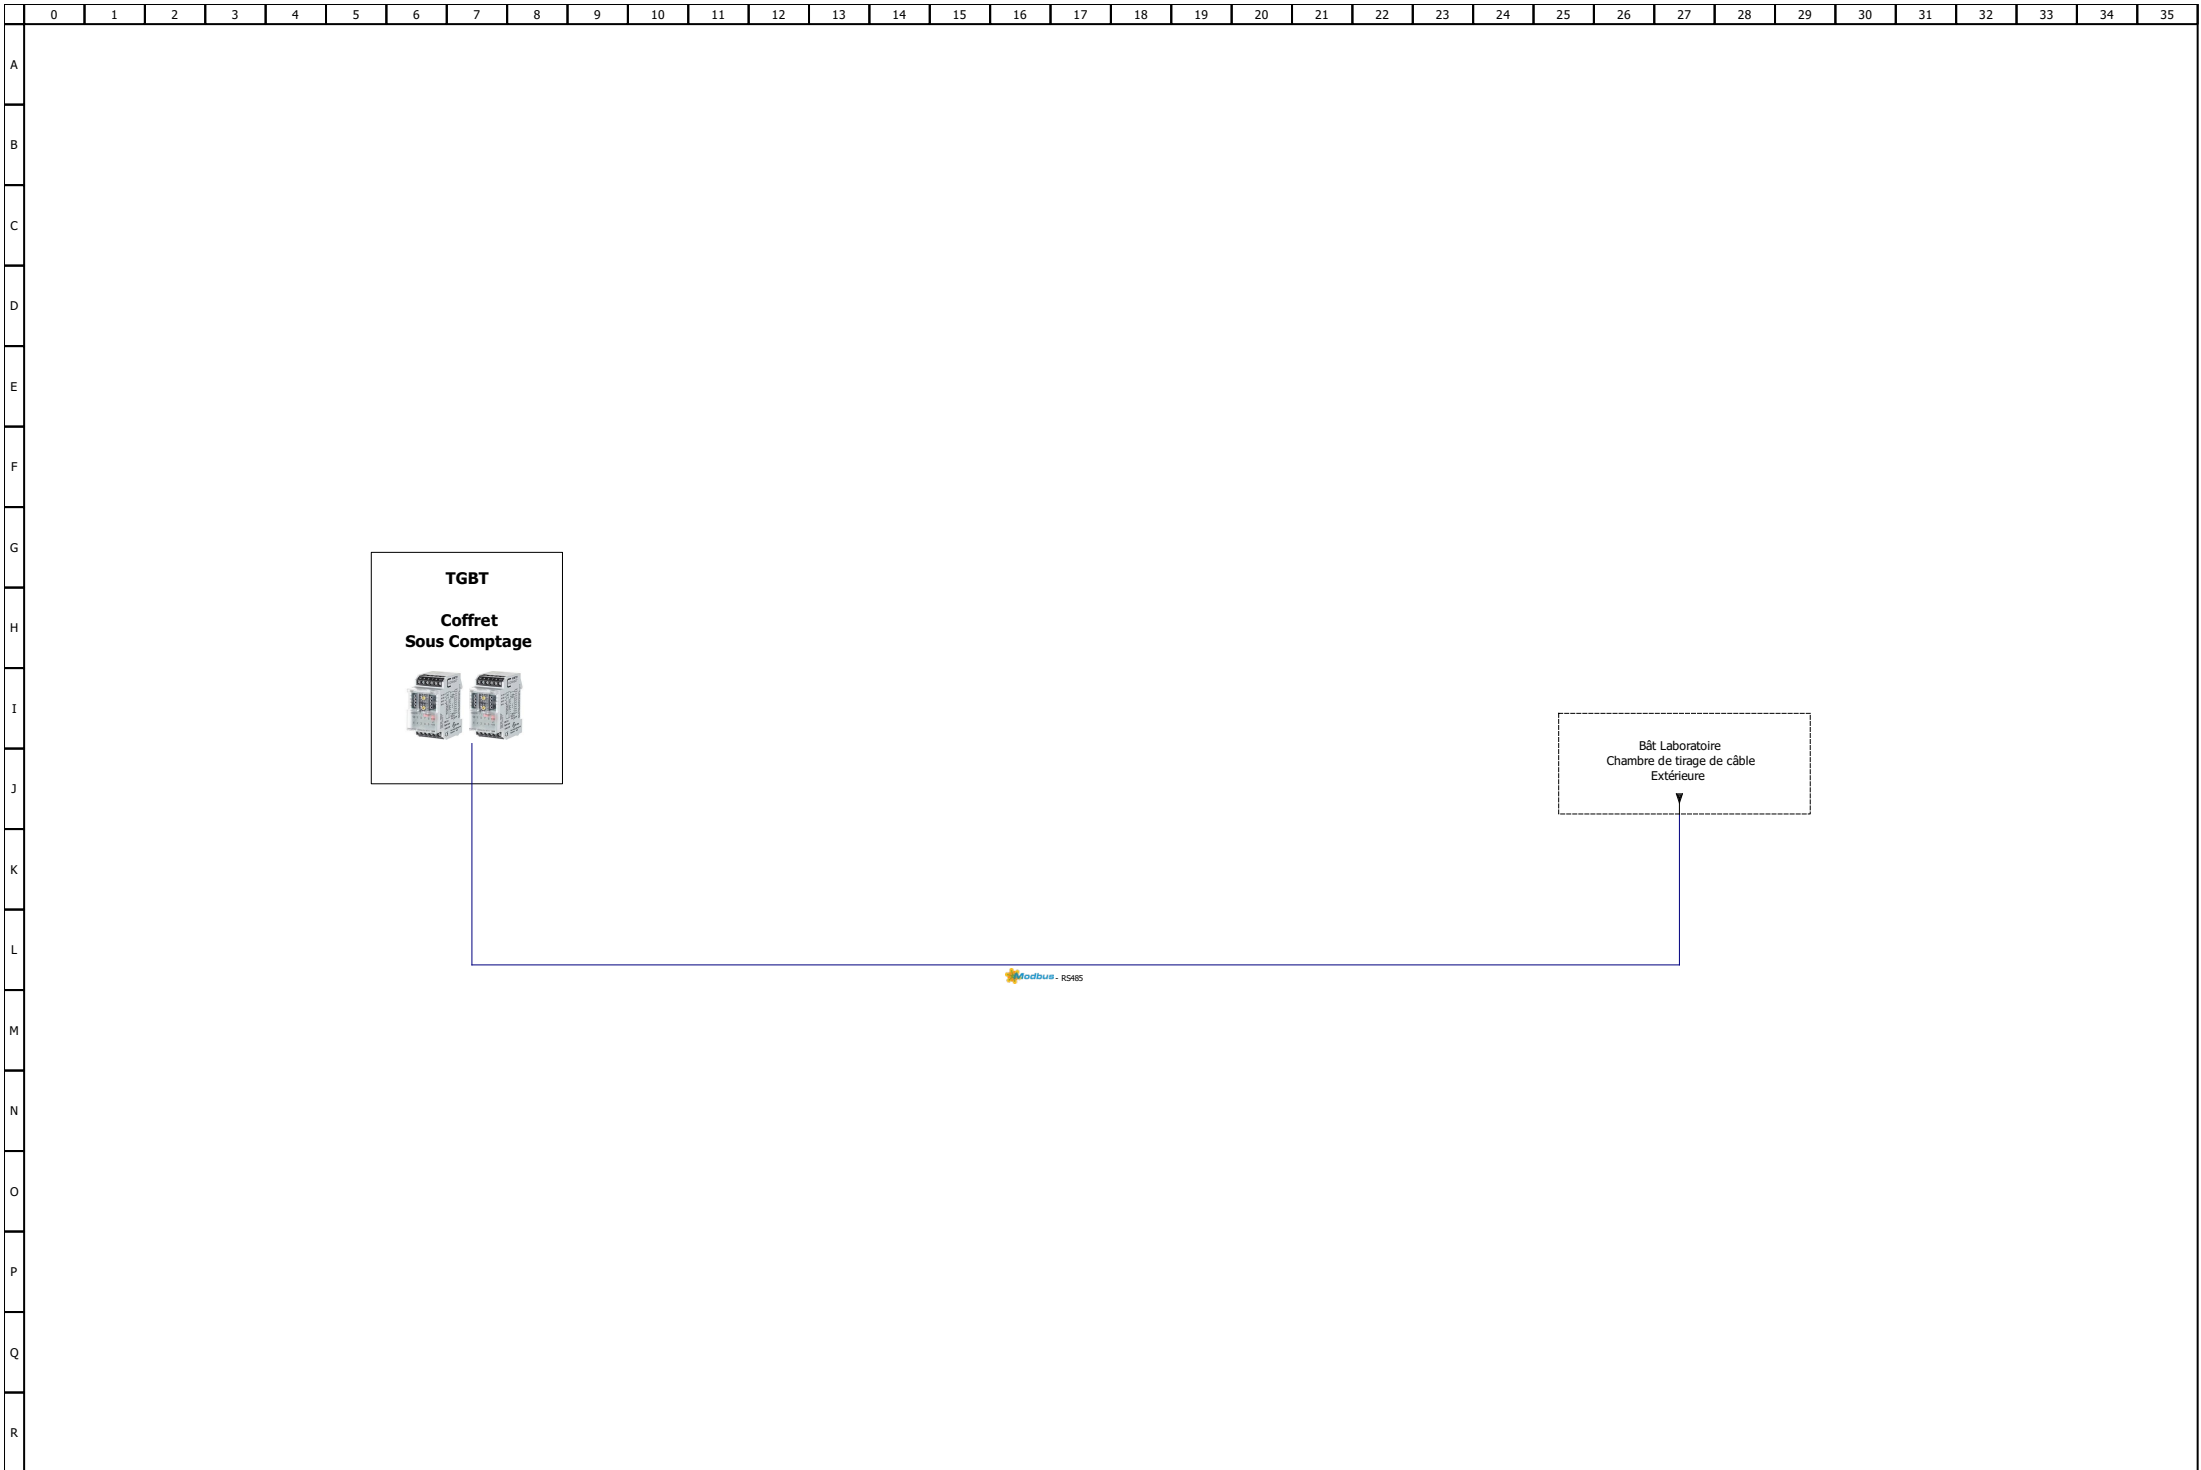 0 1 2 3 4 5 6 7 8 9 10 11 12 13 14 15 16 17 18 19 20 21 22 23 24 25 26 27 28 29 30 31 32 33 34 35
A
B
C
D
E
F
G
TGBT
H
Coffret
Sous Comptage
I
Bât Laboratoire
Chambre de tirage de câble
Extérieure
J
K
L
Modbus - RS485
M
N
O
P
Q
R